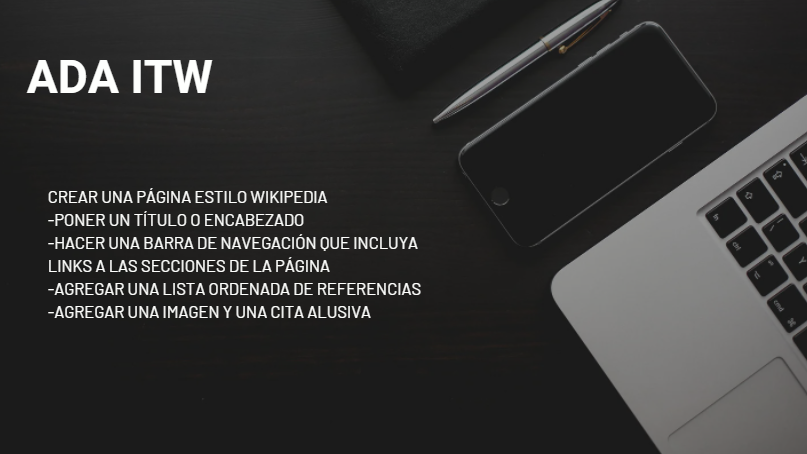 ADA ITW
CREAR UNA PÁGINA ESTILO WIKIPEDIA
-PONER UN TÍTULO O ENCABEZADO
-HACER UNA BARRA DE NAVEGACIÓN QUE INCLUYA
LINKS A LAS SECCIONES DE LA PÁGINA
-AGREGAR UNA LISTA ORDENADA DE REFERENCIAS
-AGREGAR UNA IMAGEN Y UNA CITA ALUSIVA